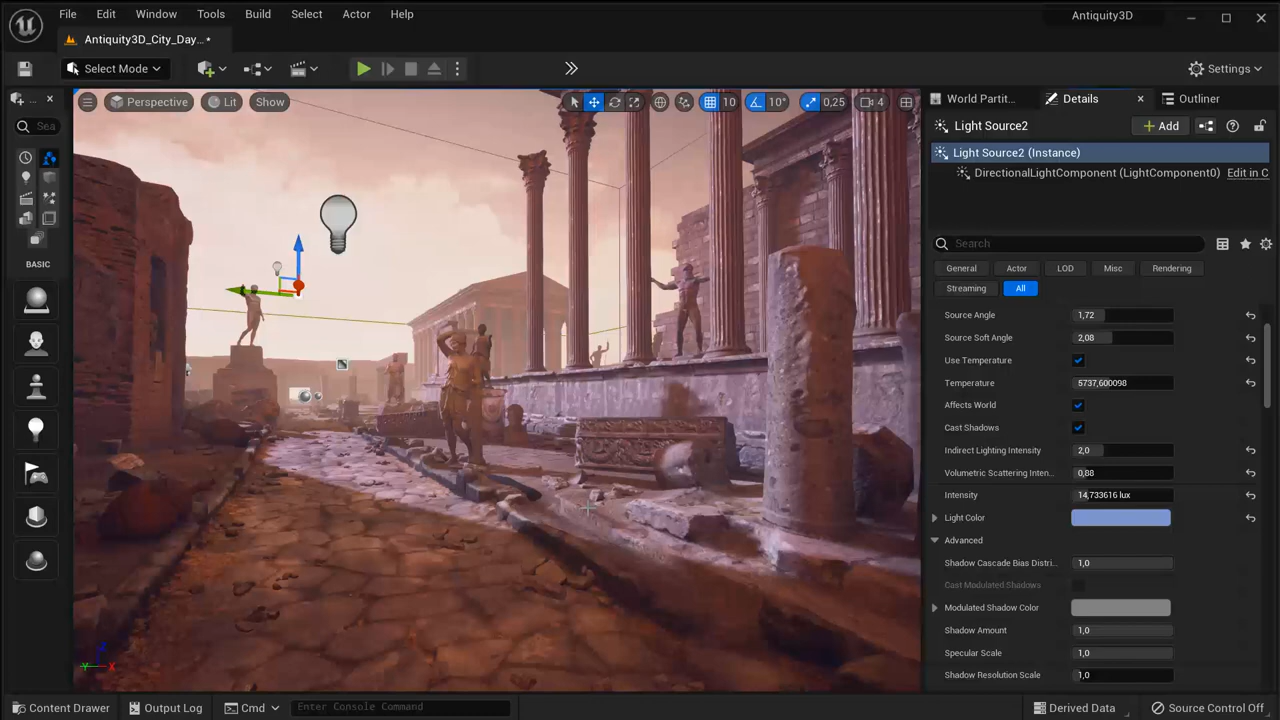 File Edit Window Tools Build Select Actor Help
Antiquity3D
Antiquity3D_City_Day... •
Select Mode
Settings
Perspective Lit Show
10 10° 0,25 4
World Partit... Details Outliner
Sea
Light Source2
Add
Light Source2 (Instance)
DirectionalLightComponent (LightComponent0) Edit in C
Search
BASIC
General Actor LOD Misc Rendering
Streaming All
Source Angle 1,72
Source Soft Angle 2,08
Use Temperature
Temperature 5737,600098
Affects World
Cast Shadows
Indirect Lighting Intensity 2,0
Volumetric Scattering Inten... 0,88
Intensity 14,733616 lux
Light Color
Advanced
Shadow Cascade Bias Distri... 1,0
Cast Modulated Shadows
Modulated Shadow Color
Shadow Amount 1,0
Specular Scale 1,0
Shadow Resolution Scale 1,0
Z
Y X
Content Drawer Output Log Cmd Enter Console Command Derived Data Source Control Off